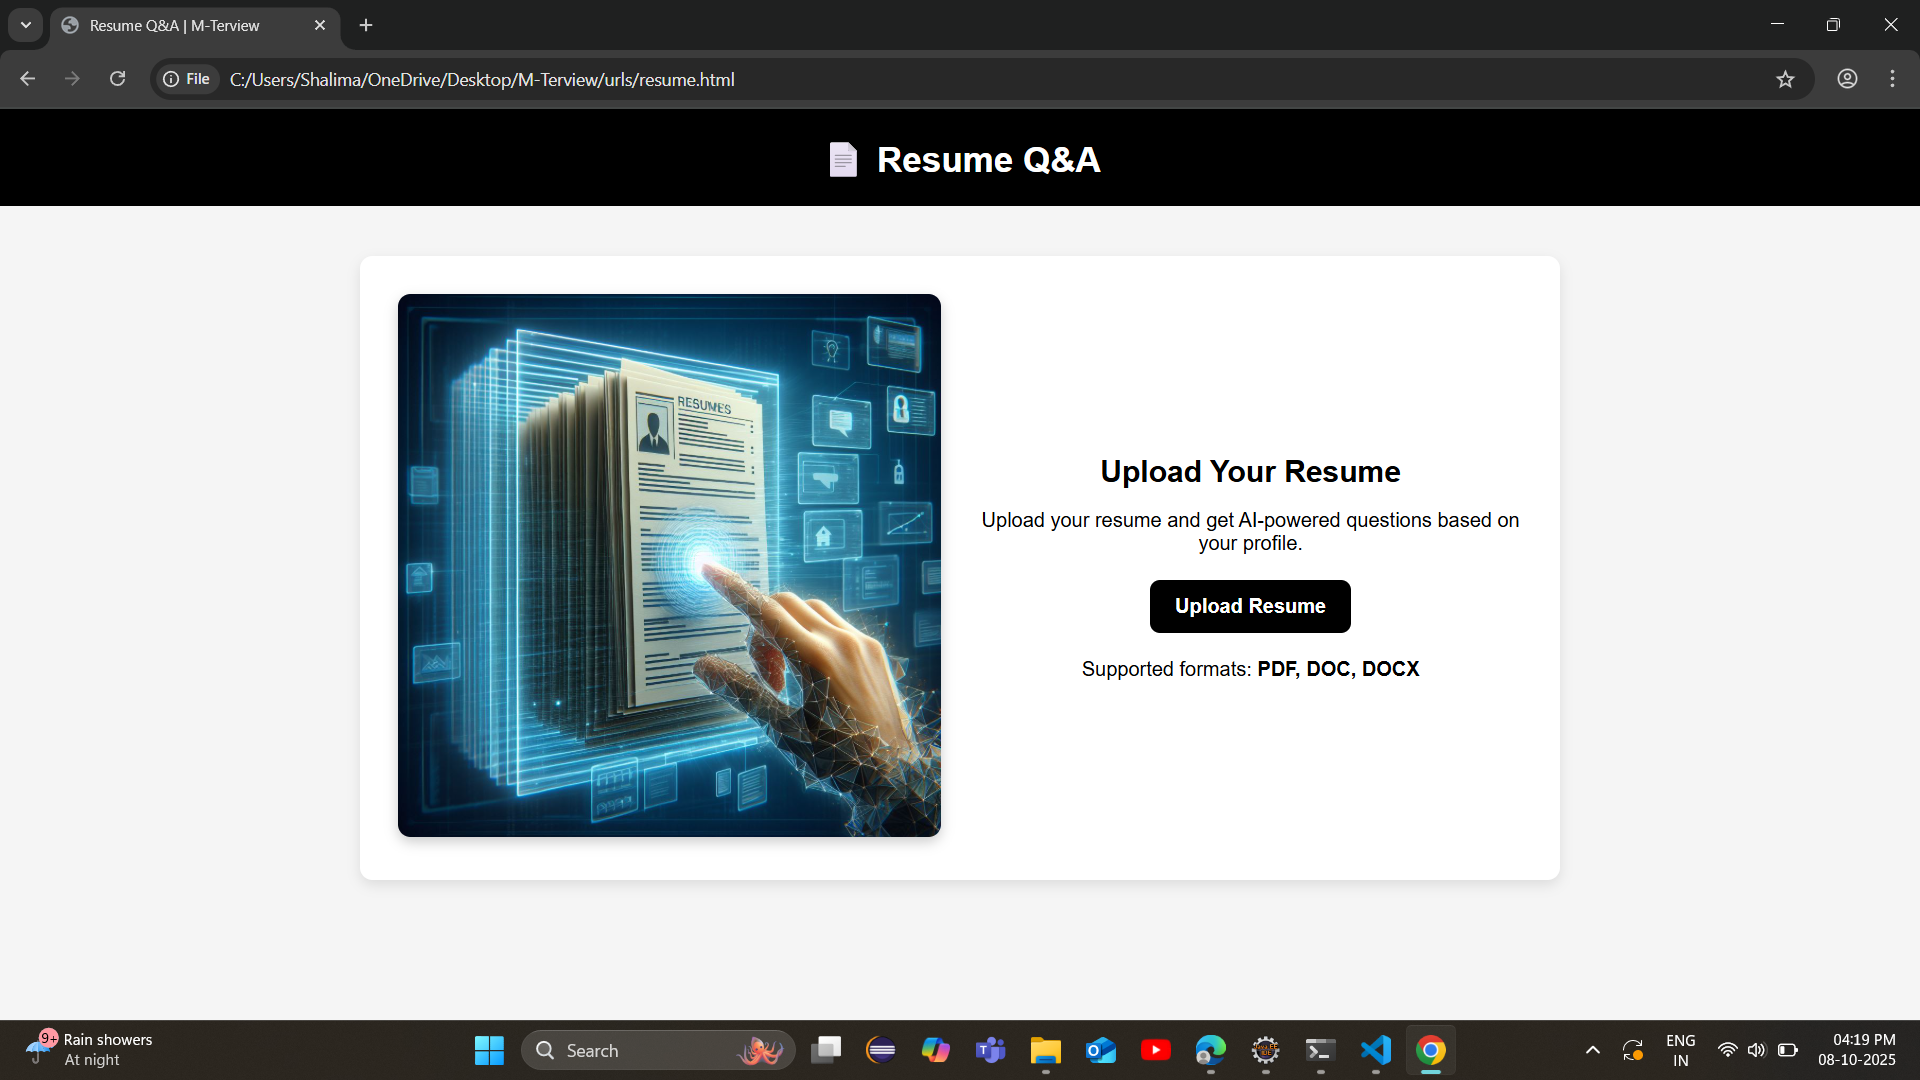 Resume Q&A | M-Terview
File
C:/Users/Shalima/OneDrive/Desktop/M-Terview/urls/resume.html
Resume Q&A
RESUMES
Upload Your Resume
Upload your resume and get AI-powered questions based on
your profile.
Upload Resume
Supported formats: PDF, DOC, DOCX
9+
Rain showers
At night
Search
ENG
IN
04:19 PM
08-10-2025